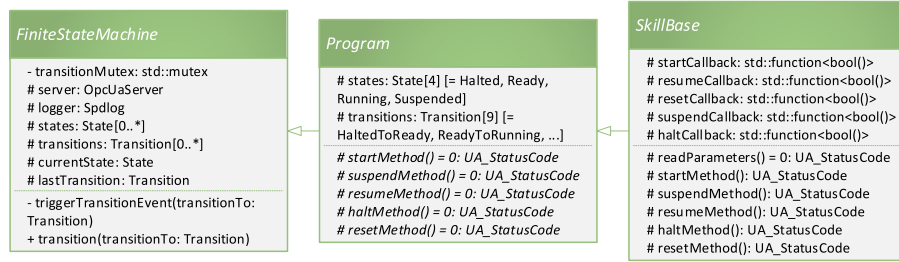 FiniteStateMachine
- transitionMutex: std::mutex
# server: OpcUaServer
# logger: Spdlog
# states: State[0..*]
# transitions: Transition[0..*]
# currentState: State
# lastTransition: Transition
- triggerTransitionEvent(transitionTo:
Transition)
+ transition(transitionTo: Transition)
Program
# states: State[4] [= Halted, Ready,
Running, Suspended]
# transitions: Transition[9] [=
HaltedToReady, ReadyToRunning, ...]
# startMethod() = 0: UA_StatusCode
# suspendMethod() = 0: UA_StatusCode
# resumeMethod() = 0: UA_StatusCode
# haltMethod() = 0: UA_StatusCode
# resetMethod() = 0: UA_StatusCode
SkillBase
# startCallback: std::function<bool()>
# resumeCallback: std::function<bool()>
# resetCallback: std::function<bool()>
# suspendCallback: std::function<bool()>
# haltCallback: std::function<bool()>
# readParameters() = 0: UA_StatusCode
# startMethod(): UA_StatusCode
# suspendMethod(): UA_StatusCode
# resumeMethod(): UA_StatusCode
# haltMethod(): UA_StatusCode
# resetMethod(): UA_StatusCode